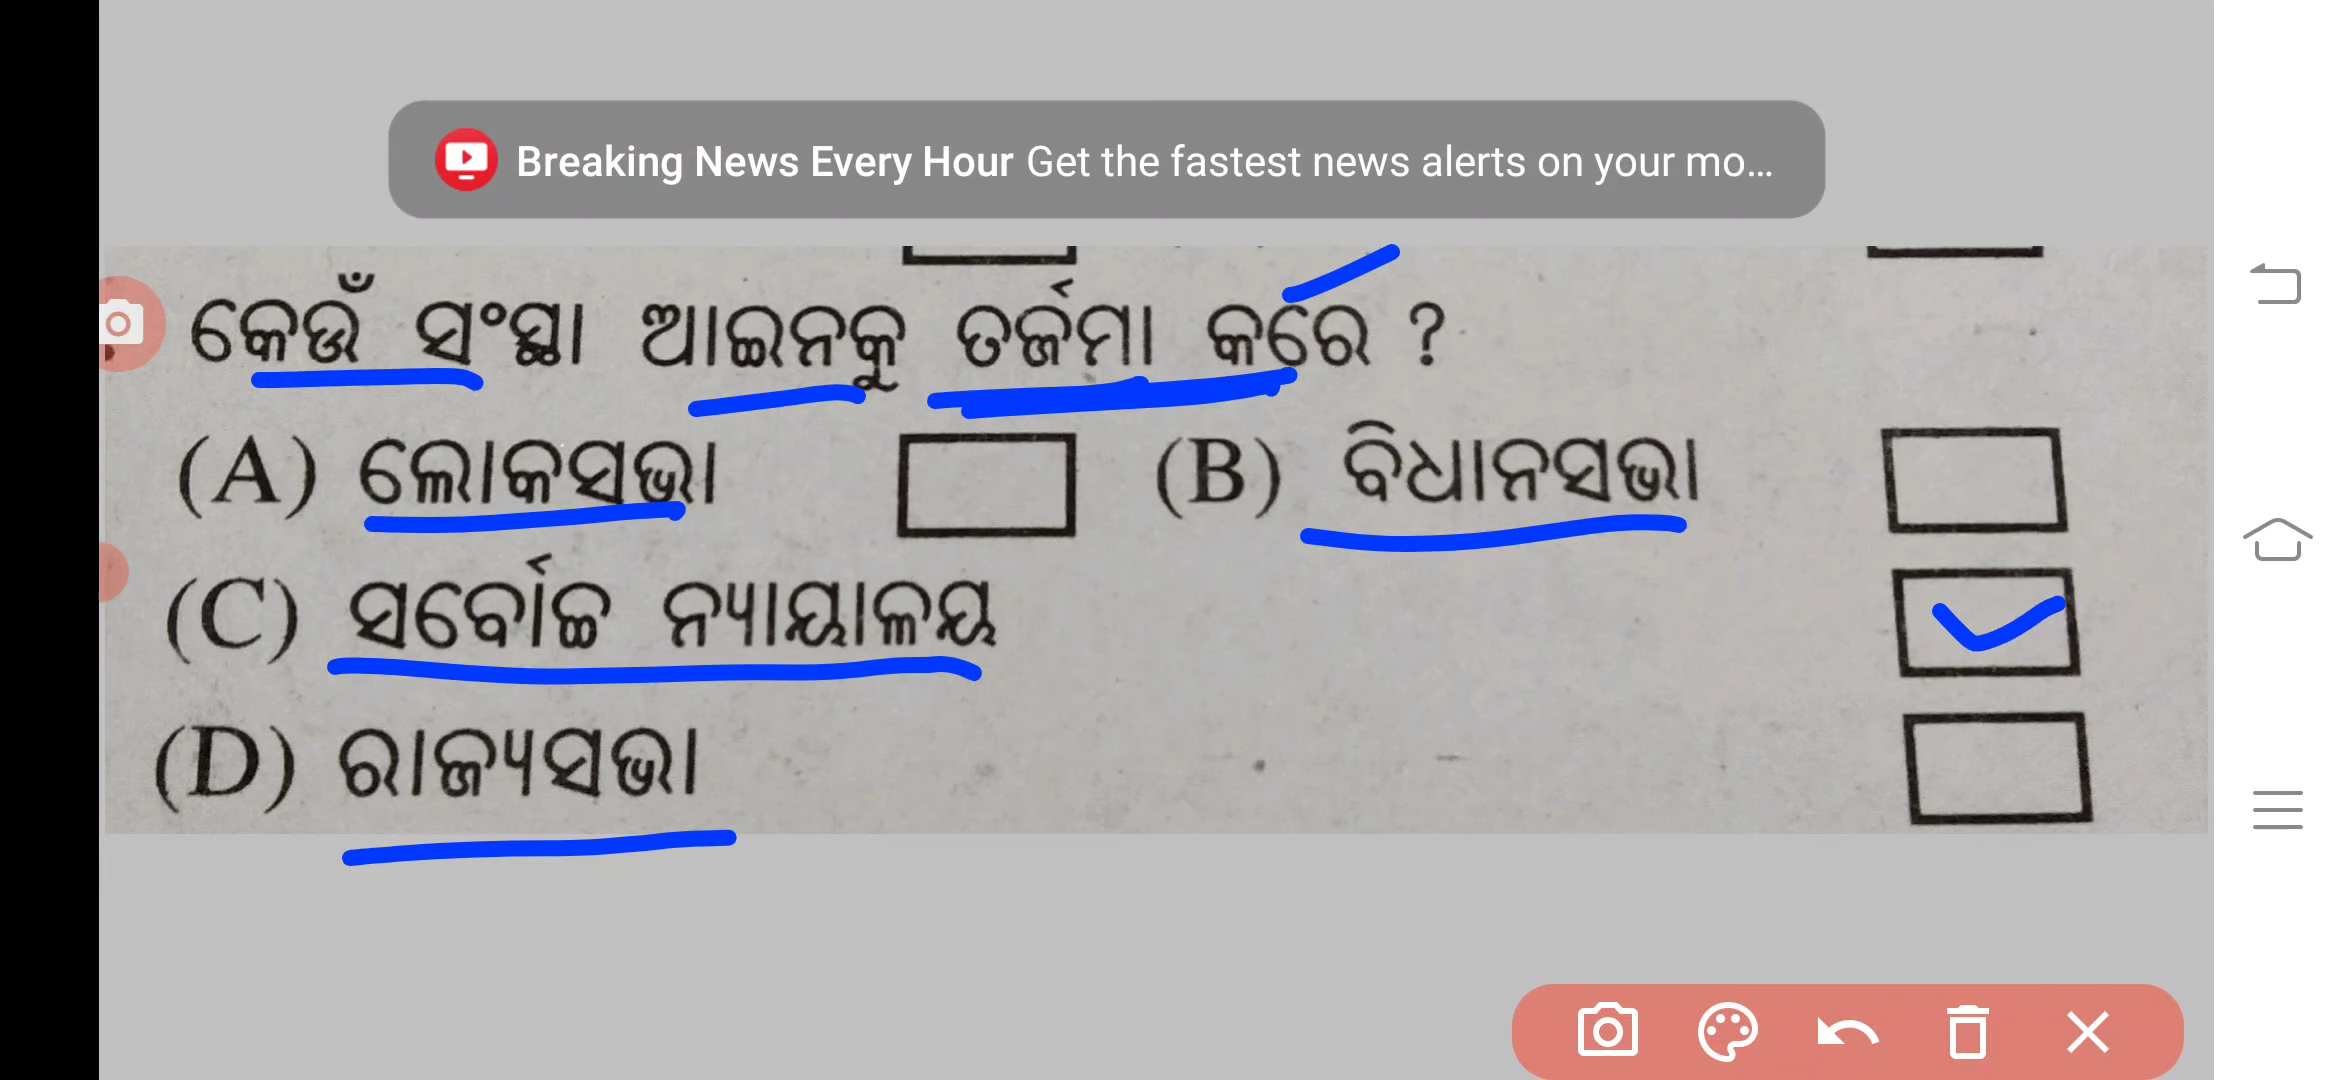 Breaking News Every Hour Get the fastest news alerts on your mo...
କେଉଁ ସଂସ୍ଥା ଆଇନକୁ ତର୍ଜମା କରେ ?
(A) ଲୋକସଭା (B) ବିଧାନସଭା
(C) ସର୍ବୋଚ୍ଚ ନ୍ୟାୟାଳୟ
(D) ରାଜ୍ୟସଭା